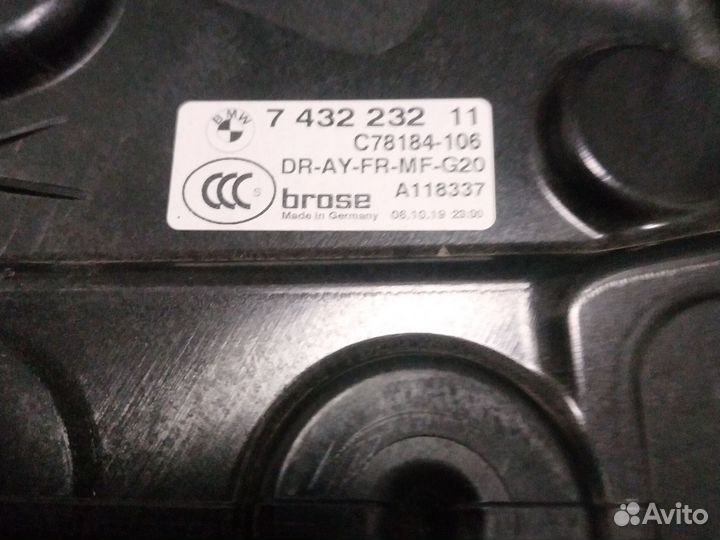 BMW
7 432 232 11
C78184-106
DR-AY-FR-MF-G20
CCC S
brose
A118337
Made in Germany
06.10.19 23:00
Avito